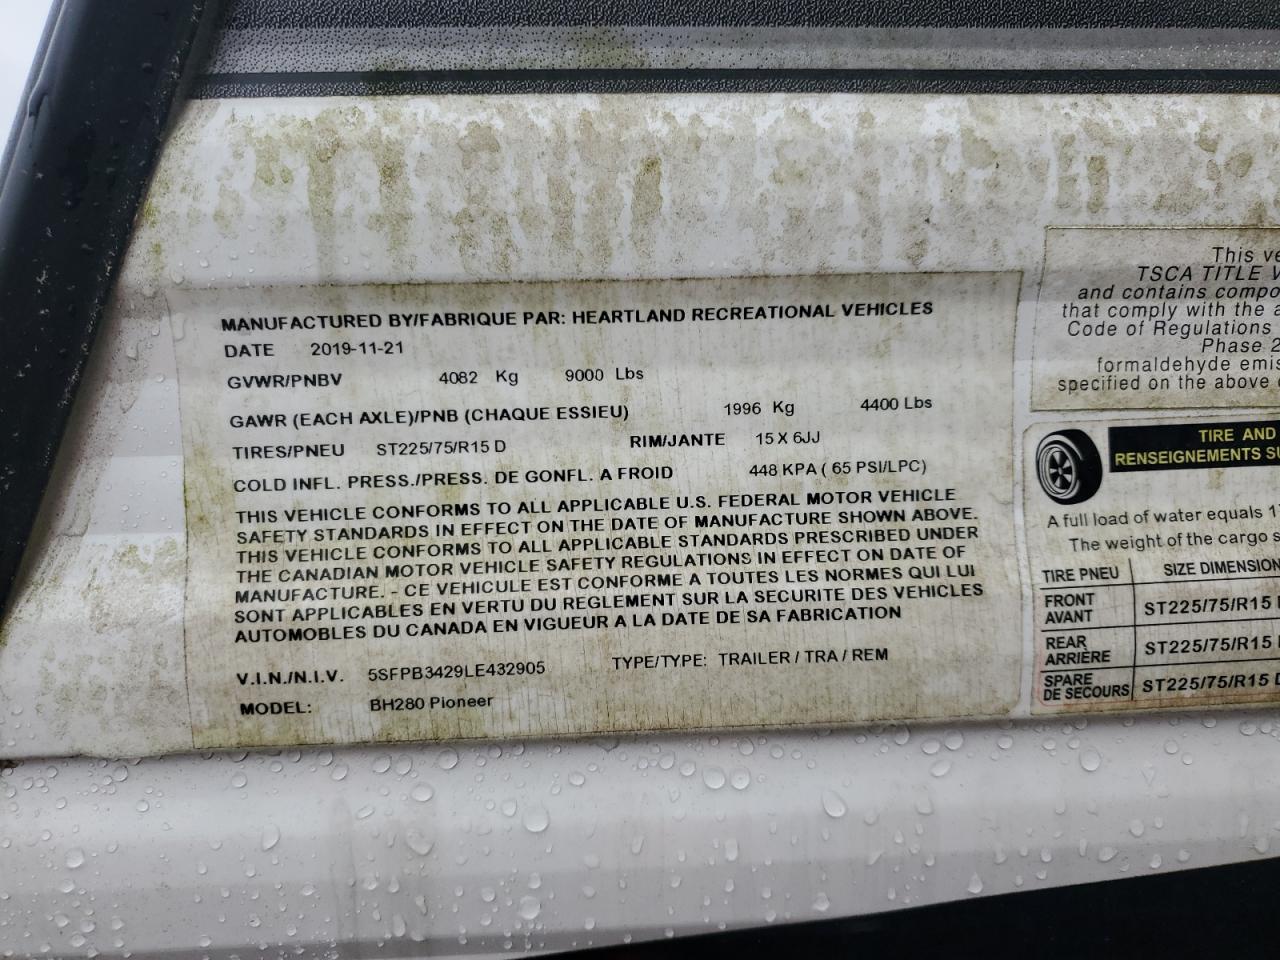 MANUFACTURED BY/FABRIQUE PAR: HEARTLAND RECREATIONAL VEHICLES
DATE 2019-11-21
GVWR/PNBV 4082 Kg 9000 Lbs
GAWR (EACH AXLE)/PNB (CHAQUE ESSIEU) 1996 Kg 4400 Lbs
TIRES/PNEU ST225/75/R15 D RIM/JANTE 15 X 6JJ
COLD INFL. PRESS./PRESS. DE GONFL. A FROID 448 KPA ( 65 PSI/LPC)
THIS VEHICLE CONFORMS TO ALL APPLICABLE U.S. FEDERAL MOTOR VEHICLE
SAFETY STANDARDS IN EFFECT ON THE DATE OF MANUFACTURE SHOWN ABOVE.
THIS VEHICLE CONFORMS TO ALL APPLICABLE STANDARDS PRESCRIBED UNDER
THE CANADIAN MOTOR VEHICLE SAFETY REGULATIONS IN EFFECT ON DATE OF
MANUFACTURE. - CE VEHICULE EST CONFORME A TOUTES LES NORMES QUI LUI
SONT APPLICABLES EN VERTU DU REGLEMENT SUR LA SECURITE DES VEHICLES
AUTOMOBILES DU CANADA EN VIGUEUR A LA DATE DE SA FABRICATION
V.I.N./N.I.V. 5SFPB3429LE432905 TYPE/TYPE: TRAILER / TRA / REM
MODEL: BH280 Pioneer
This ve
TSCA TITLE V
and contains compo
that comply with the a
Code of Regulations
Phase 2
formaldehyde emis
specified on the above
TIRE AND
RENSEIGNEMENTS SU
A full load of water equals 1
The weight of the cargo s
TIRE PNEU SIZE DIMENSION
FRONT
AVANT ST225/75/R15
REAR
ARRIÈRE ST225/75/R15
SPARE
DE SECOURS ST225/75/R15 D